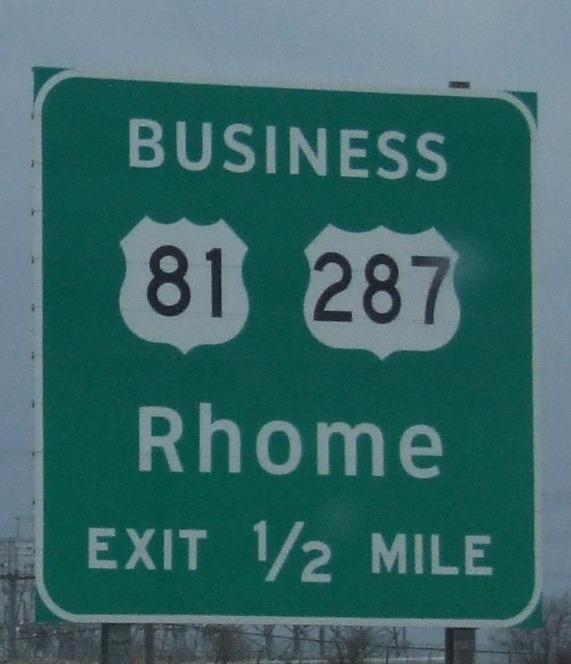 BUSINESS
81 287
Rhome
EXIT 1/2 MILE